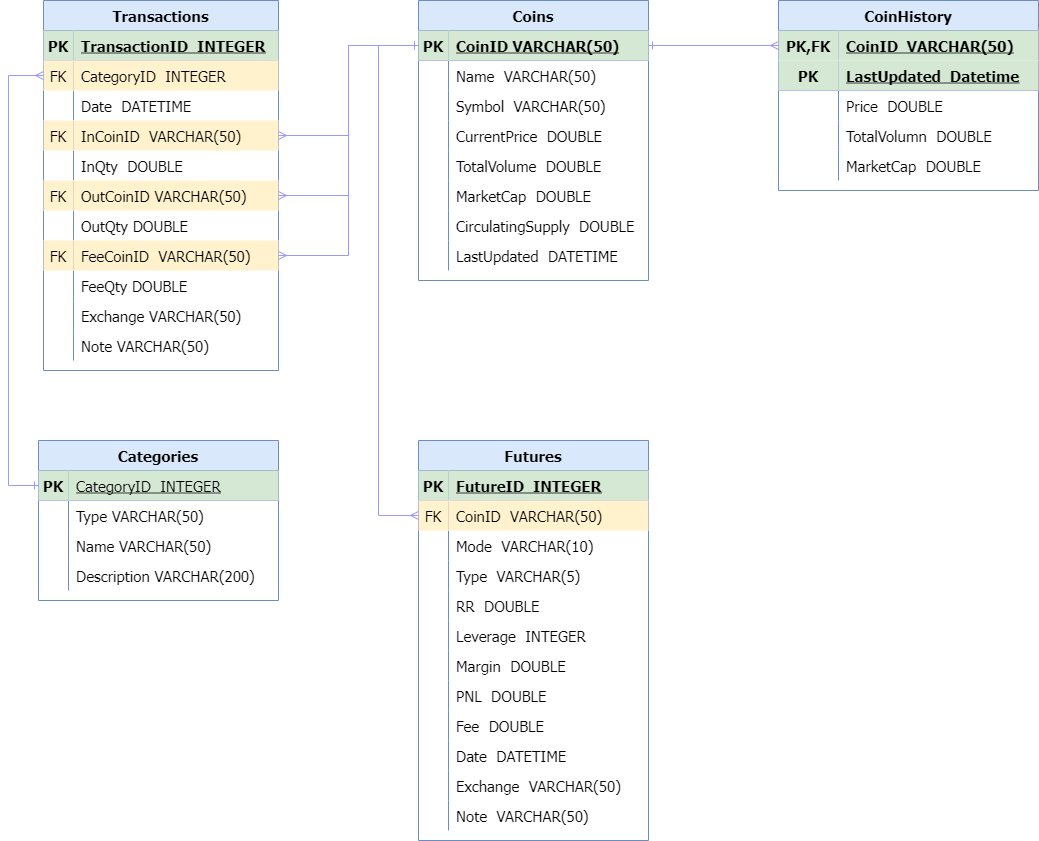 Transactions
PK TransactionID INTEGER
FK CategoryID INTEGER
Date DATETIME
FK InCoinID VARCHAR(50)
InQty DOUBLE
FK OutCoinID VARCHAR(50)
OutQty DOUBLE
FK FeeCoinID VARCHAR(50)
FeeQty DOUBLE
Exchange VARCHAR(50)
Note VARCHAR(50)
Coins
PK CoinID VARCHAR(50)
Name VARCHAR(50)
Symbol VARCHAR(50)
CurrentPrice DOUBLE
TotalVolume DOUBLE
MarketCap DOUBLE
CirculatingSupply DOUBLE
LastUpdated DATETIME
CoinHistory
PK,FK CoinID VARCHAR(50)
PK LastUpdated Datetime
Price DOUBLE
TotalVolumn DOUBLE
MarketCap DOUBLE
Categories
PK CategoryID INTEGER
Type VARCHAR(50)
Name VARCHAR(50)
Description VARCHAR(200)
Futures
PK FutureID INTEGER
FK CoinID VARCHAR(50)
Mode VARCHAR(10)
Type VARCHAR(5)
RR DOUBLE
Leverage INTEGER
Margin DOUBLE
PNL DOUBLE
Fee DOUBLE
Date DATETIME
Exchange VARCHAR(50)
Note VARCHAR(50)